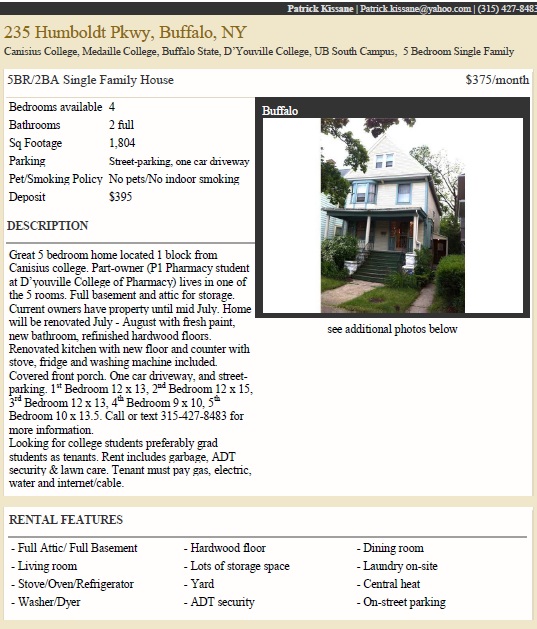 Patrick Kissane | Patrick.kissane@yahoo.com | (315) 427-8483
235 Humboldt Pkwy, Buffalo, NY
Canisius College, Medaille College, Buffalo State, D'Youville College, UB South Campus, 5 Bedroom Single Family
5BR/2BA Single Family House $375/month
Bedrooms available 4
Bathrooms 2 full
Sq Footage 1,804
Parking Street-parking, one car driveway
Pet/Smoking Policy No pets/No indoor smoking
Deposit $395
Buffalo
see additional photos below
DESCRIPTION
Great 5 bedroom home located 1 block from
Canisius college. Part-owner (P1 Pharmacy student
at D'youville College of Pharmacy) lives in one of
the 5 rooms. Full basement and attic for storage.
Current owners have property until mid July. Home
will be renovated July - August with fresh paint,
new bathroom, refinished hardwood floors.
Renovated kitchen with new floor and counter with
stove, fridge and washing machine included.
Covered front porch. One car driveway, and street-
parking. 1st Bedroom 12 x 13, 2nd Bedroom 12 x 15,
3rd Bedroom 12 x 13, 4th Bedroom 9 x 10, 5th
Bedroom 10 x 13.5. Call or text 315-427-8483 for
more information.
Looking for college students preferably grad
students as tenants. Rent includes garbage, ADT
security & lawn care. Tenant must pay gas, electric,
water and internet/cable.
RENTAL FEATURES
- Full Attic/ Full Basement - Hardwood floor - Dining room
- Living room - Lots of storage space - Laundry on-site
- Stove/Oven/Refrigerator - Yard - Central heat
- Washer/Dyer - ADT security - On-street parking